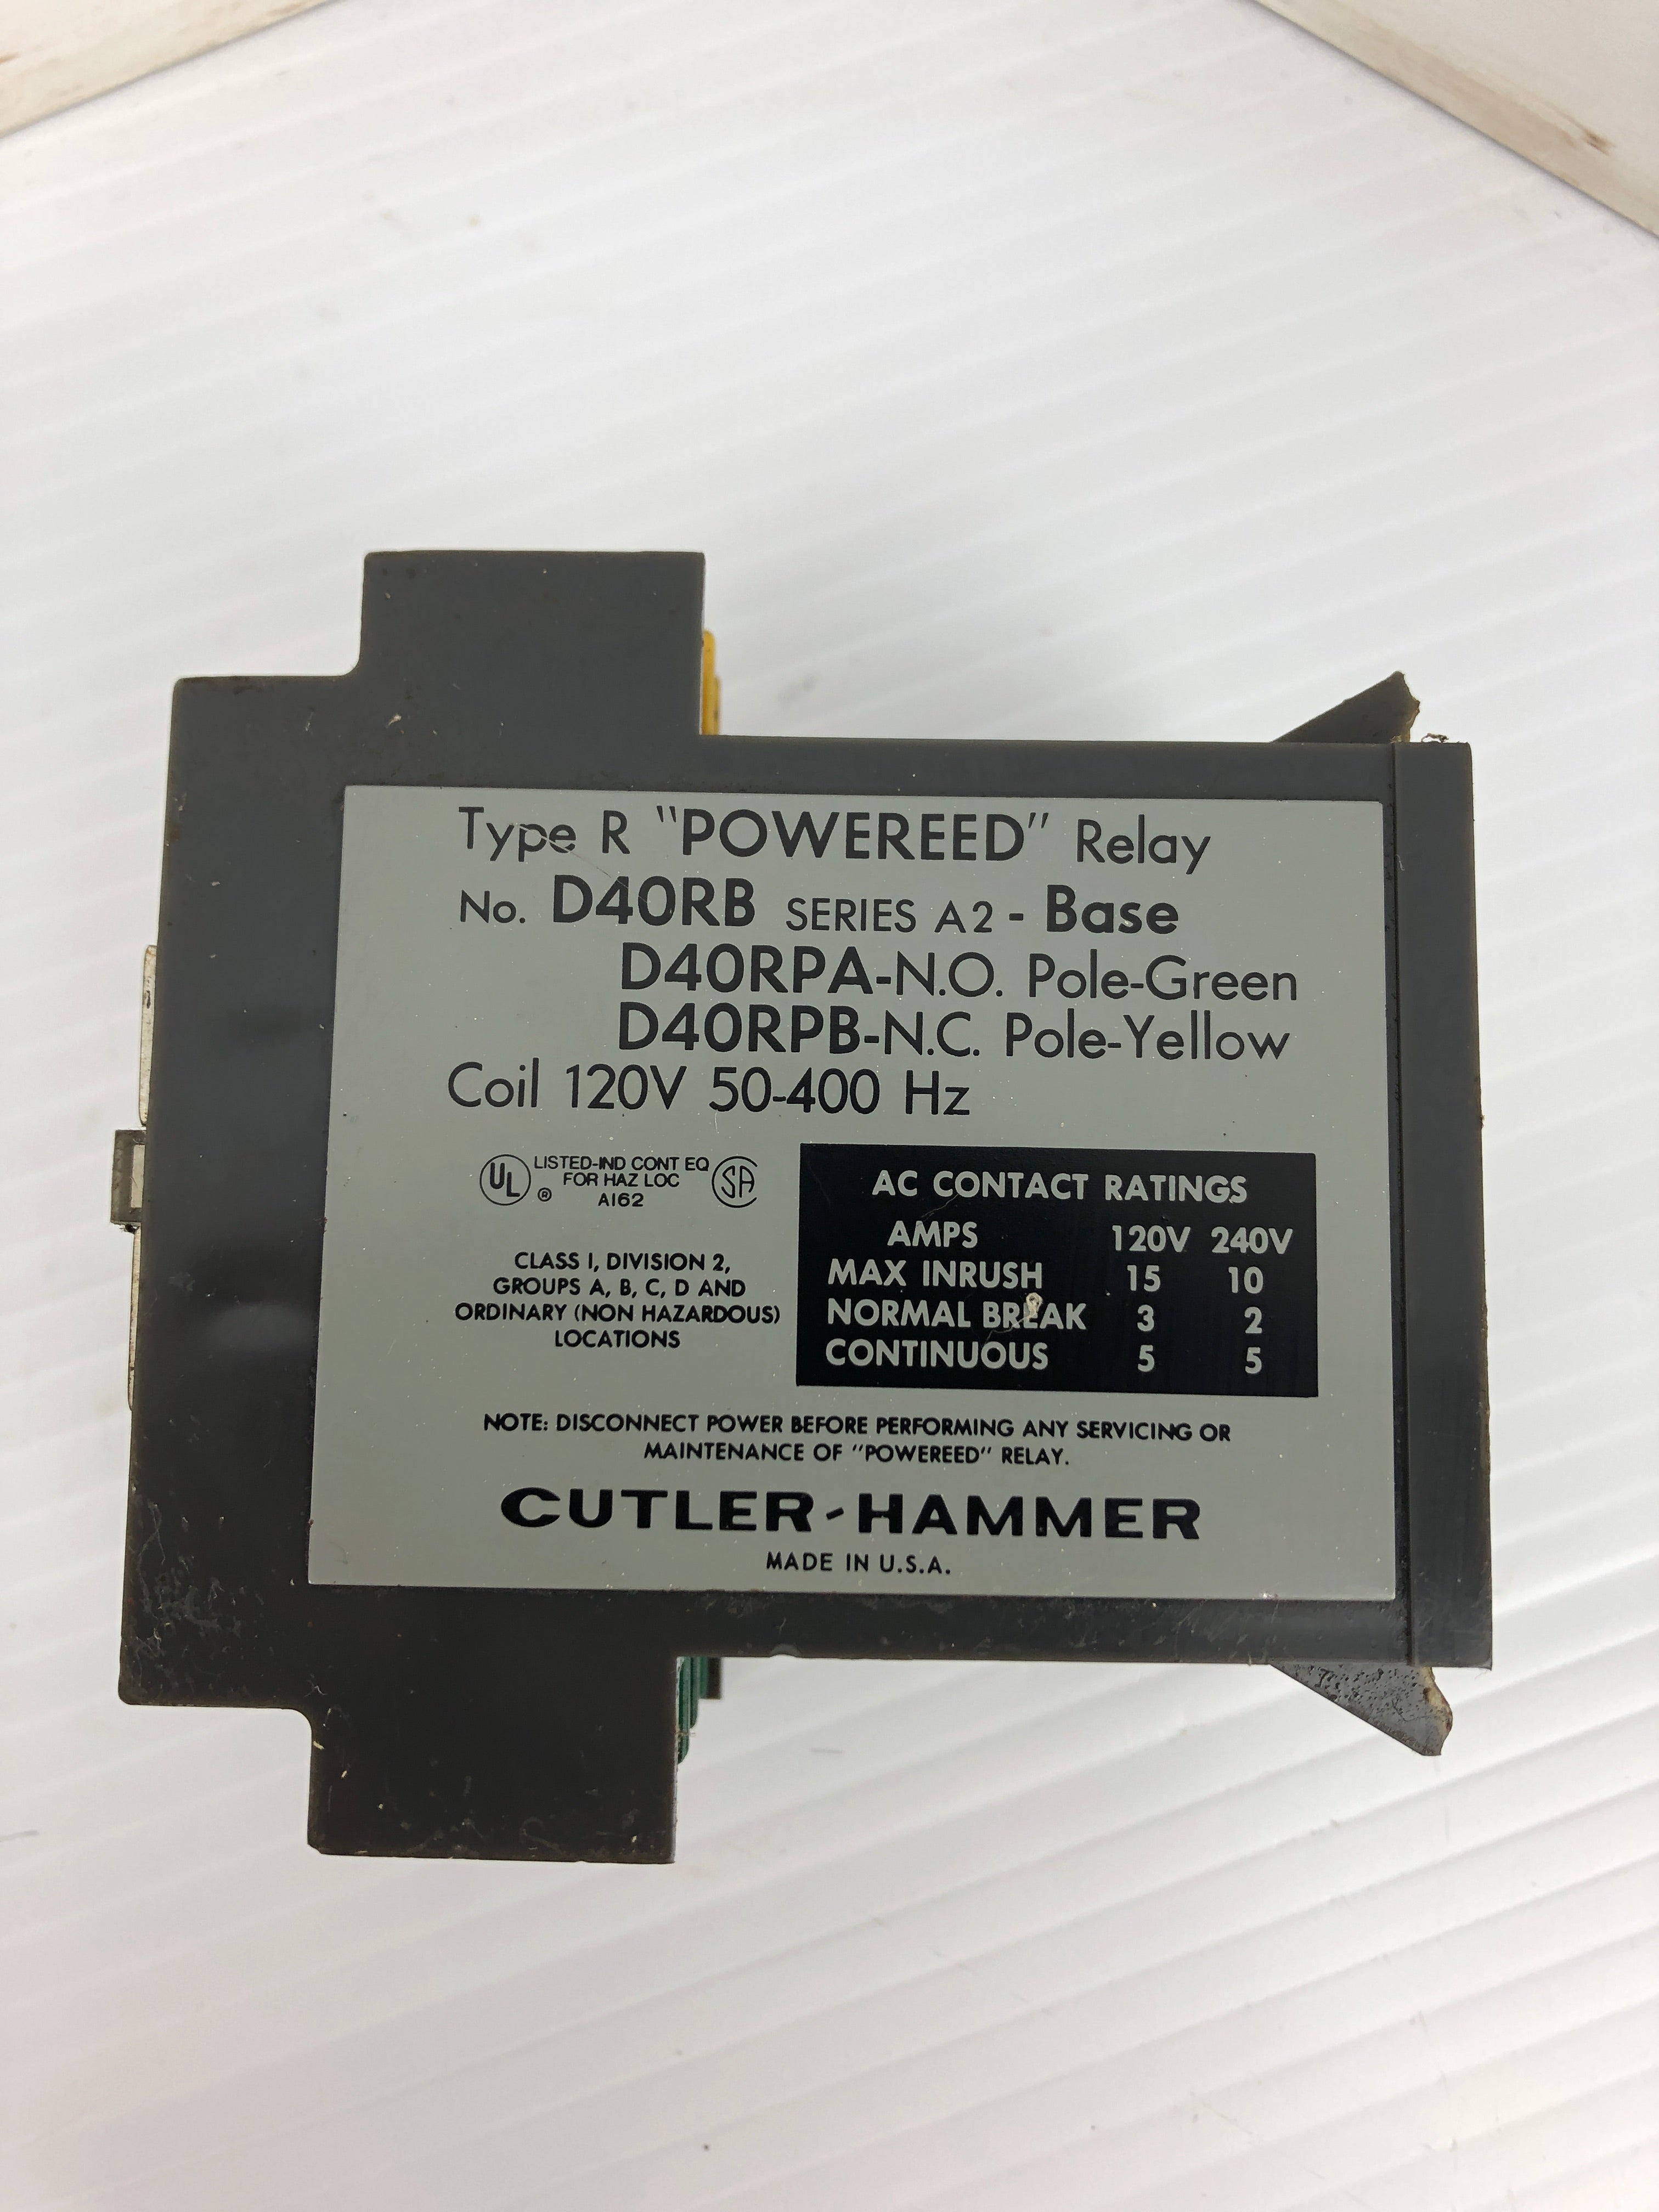 Type R "POWEREED" Relay
No. D40RB SERIES A2 - Base
D40RPA-N.O. Pole-Green
D40RPB-N.C. Pole-Yellow
Coil 120V 50-400 Hz
UL ® LISTED-IND CONT EQ SA
FOR HAZ LOC
A162
CLASS I, DIVISION 2,
GROUPS A, B, C, D AND
ORDINARY (NON HAZARDOUS)
LOCATIONS
AC CONTACT RATINGS
AMPS 120V 240V
MAX INRUSH 15 10
NORMAL BREAK 3 2
CONTINUOUS 5 5
NOTE: DISCONNECT POWER BEFORE PERFORMING ANY SERVICING OR
MAINTENANCE OF "POWEREED" RELAY.
CUTLER-HAMMER
MADE IN U.S.A.